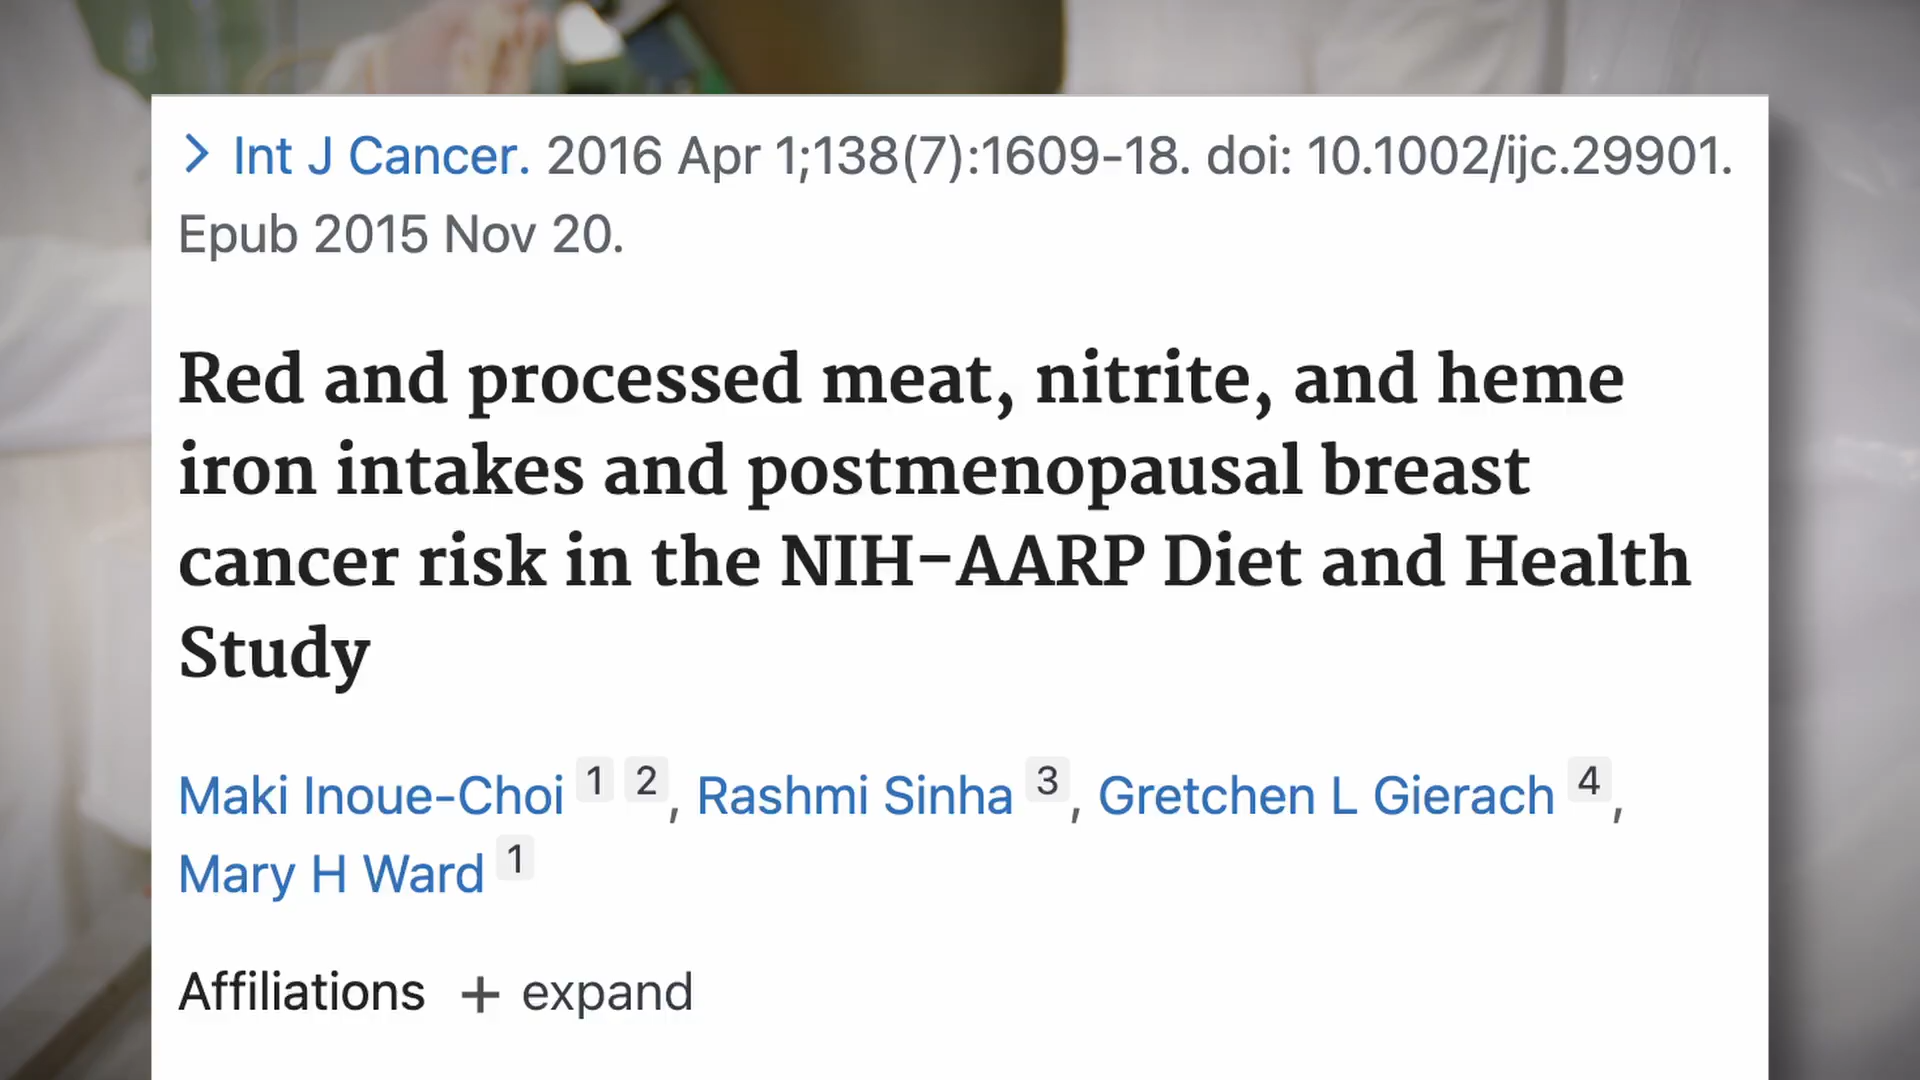 > Int J Cancer. 2016 Apr 1;138(7):1609-18. doi: 10.1002/ijc.29901.
Epub 2015 Nov 20.
Red and processed meat, nitrite, and heme
iron intakes and postmenopausal breast
cancer risk in the NIH-AARP Diet and Health
Study
Maki Inoue-Choi 1 2, Rashmi Sinha 3, Gretchen L Gierach 4,
Mary H Ward 1
Affiliations + expand